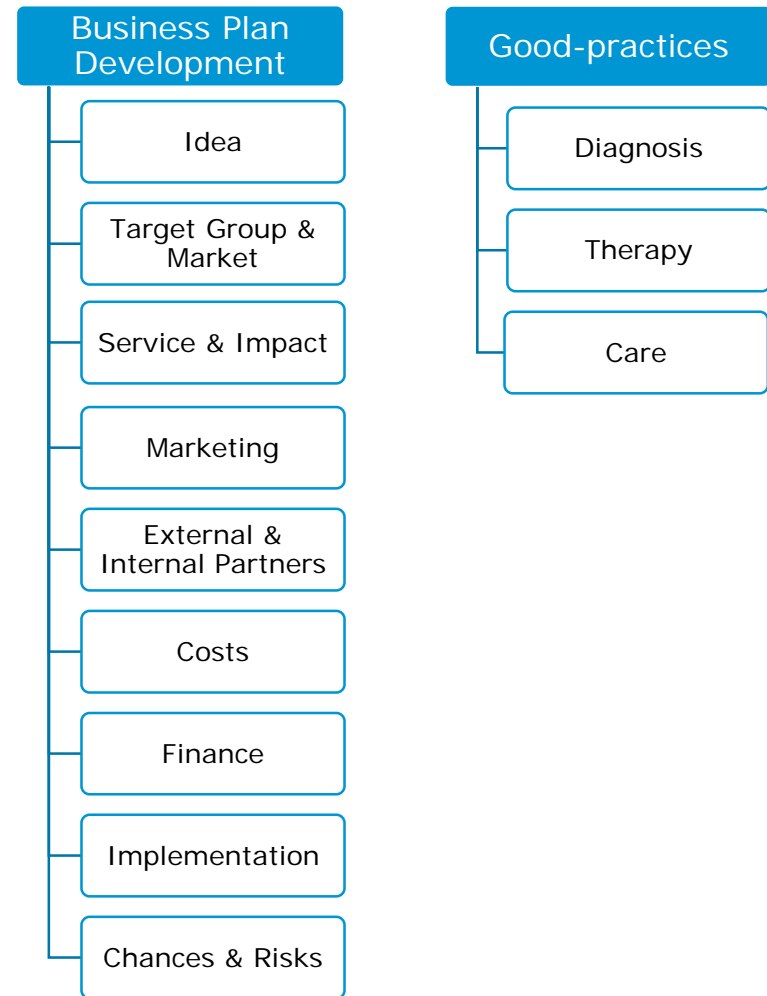 Business Plan
Development
Idea
Target Group &
Market
Service & Impact
Marketing
External &
Internal Partners
Costs
Finance
Implementation
Chances & Risks
Good-practices
Diagnosis
Therapy
Care